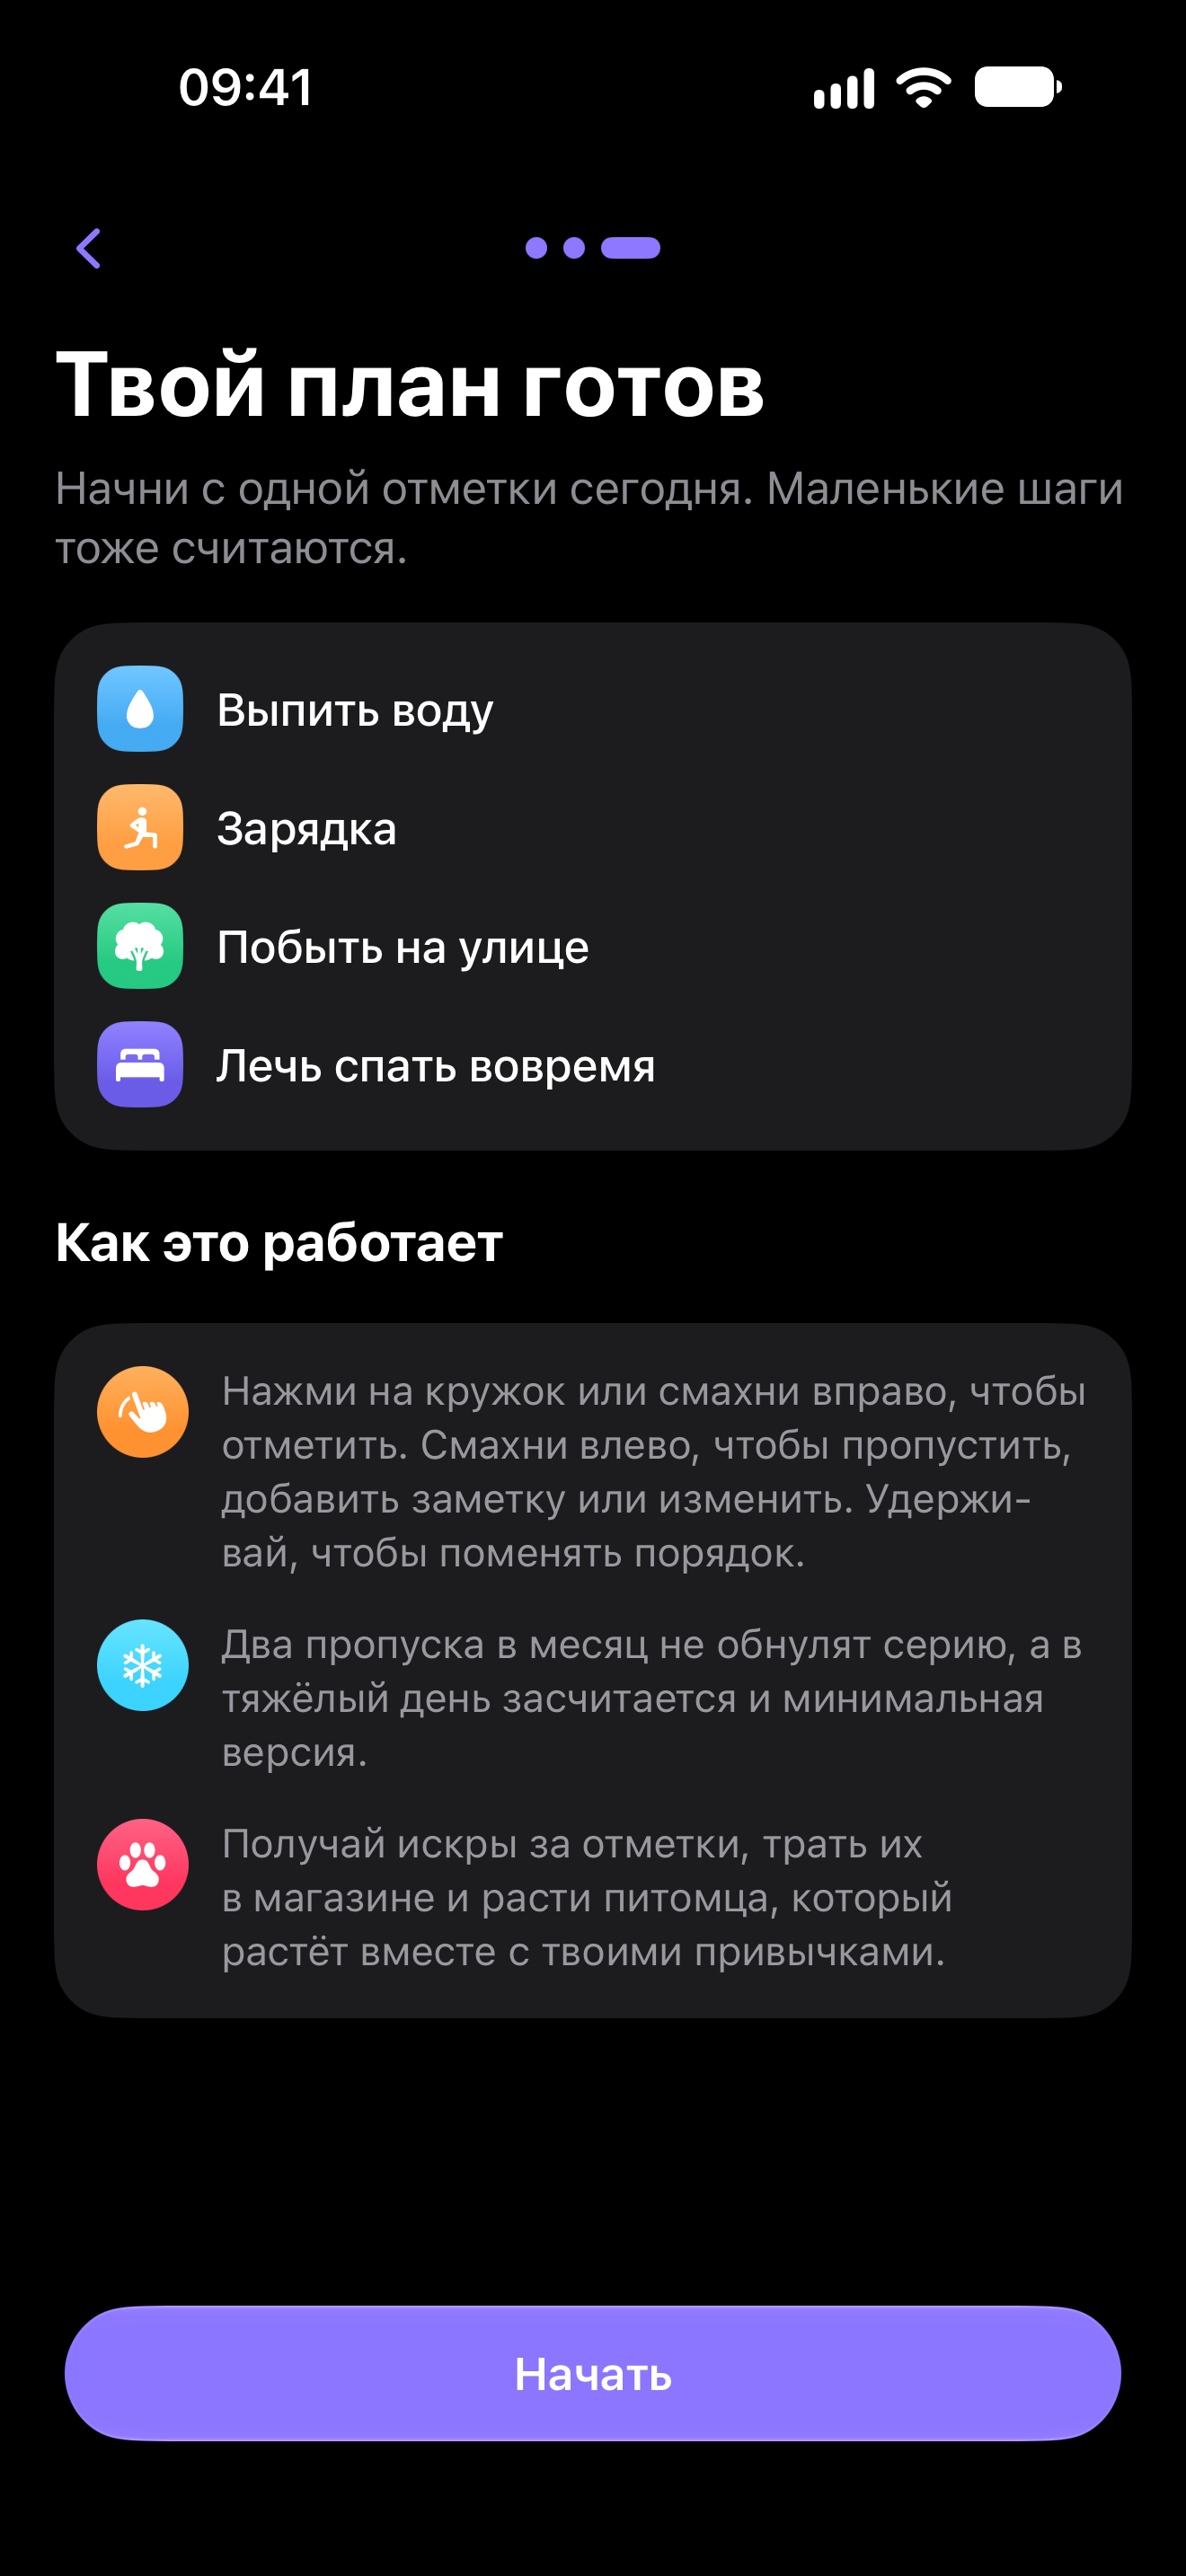 09:41
Твой план готов
Начни с одной отметки сегодня. Маленькие шаги
тоже считаются.
Выпить воду
Зарядка
Побыть на улице
Лечь спать вовремя
Как это работает
Нажми на кружок или смахни вправо, чтобы
отметить. Смахни влево, чтобы пропустить,
добавить заметку или изменить. Удержи-
вай, чтобы поменять порядок.
Два пропуска в месяц не обнулят серию, а в
тяжёлый день засчитается и минимальная
версия.
Получай искры за отметки, трать их
в магазине и расти питомца, который
растёт вместе с твоими привычками.
Начать